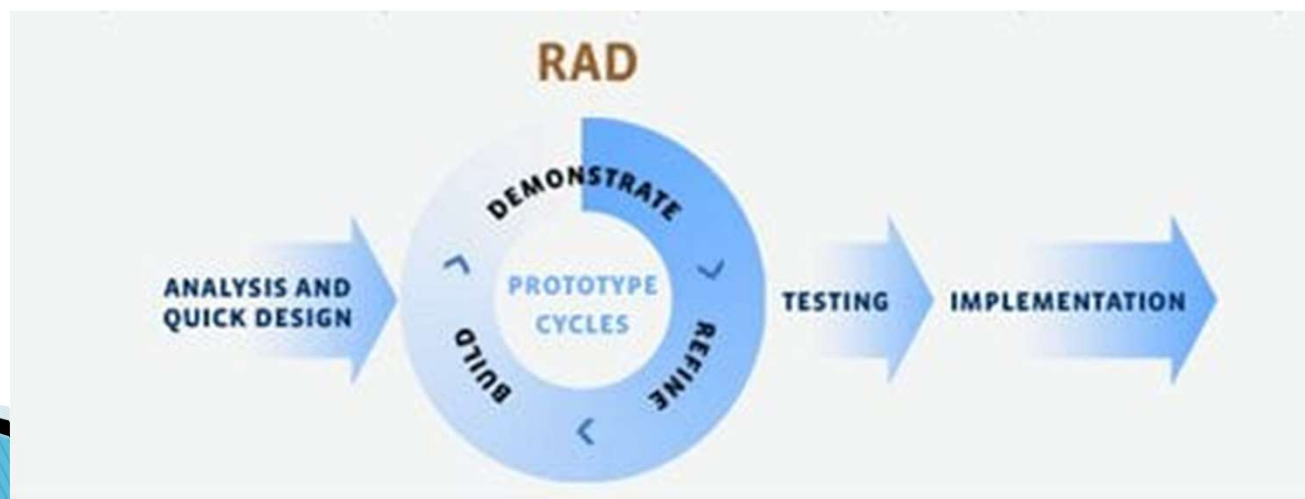 RAD
ANALYSIS AND
QUICK DESIGN
DEMONSTRATE
PROTOTYPE
CYCLES
BUILD
REFINE
TESTING
IMPLEMENTATION